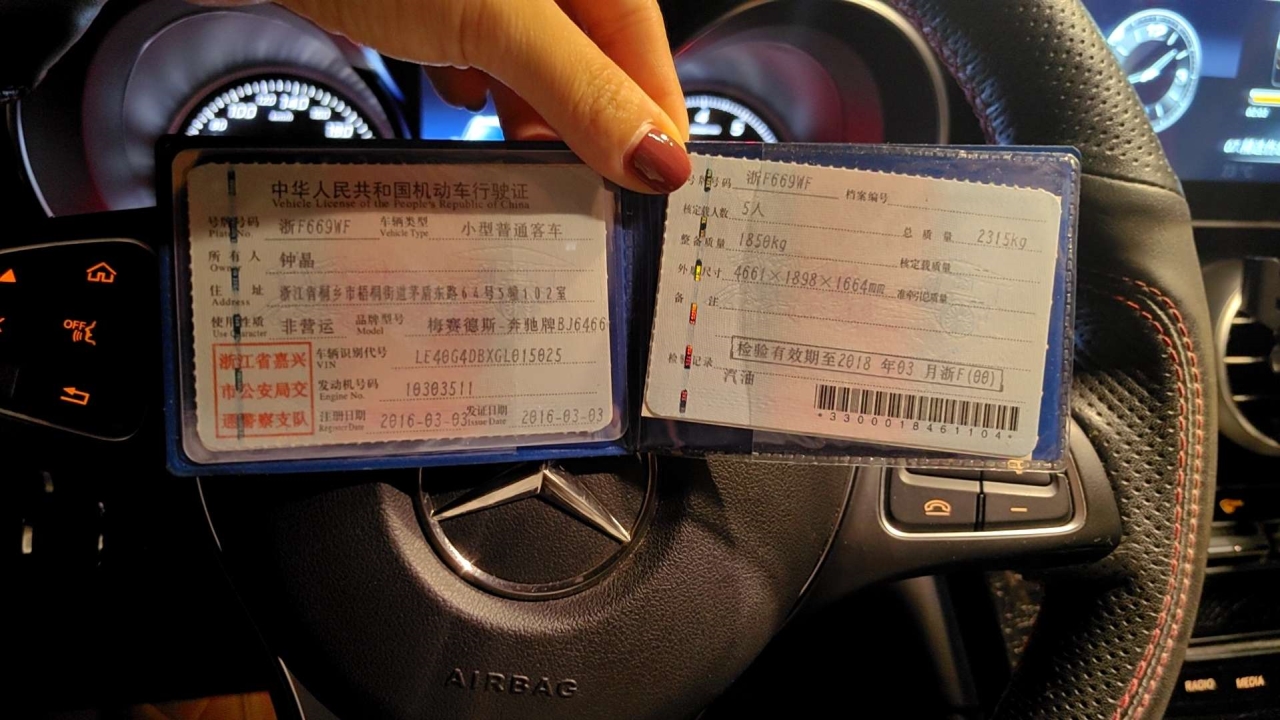 中华人民共和国机动车行驶证
Vehicle License of the People's Republic of China
号牌号码 浙F669WF 车辆类型 小型普通客车
Plate No. Vehicle Type
所有人 钟晶
Owner
住址 浙江省桐乡市梧桐街道茅盾东路64号5幢102室
Address
使用性质 非营运 品牌型号 梅赛德斯-奔驰牌BJ6466
Use Character Model
浙江省嘉兴
市公安局交
通警察支队
车辆识别代号 LE40G4DBXGL015025
VIN
发动机号码 10303511
Engine No.
注册日期 2016-03-03 发证日期 2016-03-03
Register Date Issue Date
号牌号码 浙F669WF 档案编号
核定载人数 5人 总质量 2315kg
整备质量 1850kg 核定载质量
外廓尺寸 4661×1898×1664mm 准牵引总质量
备注
检验记录 检验有效期至2018年03月浙F(00)
汽油
*3300018461104*
OFF
AIRBAG
RADIO MEDIA